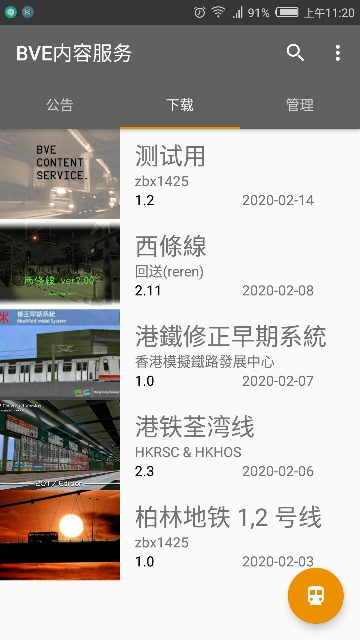 91% 上午11:20
BVE内容服务
公告 下载 管理
BVE
CONTENT
SERVICE.
测试用
zbx1425
1.2 2020-02-14
西條線 ver2.00
西條線
回送(reren)
2.11 2020-02-08
修正早期系統
Modified Initial System
港鐵修正早期系統
香港模擬鐵路發展中心
1.0 2020-02-07
2017 Edition
港铁荃湾线
HKRSC & HKHOS
2.3 2020-02-06
柏林地铁 1,2 号线
zbx1425
1.0 2020-02-03